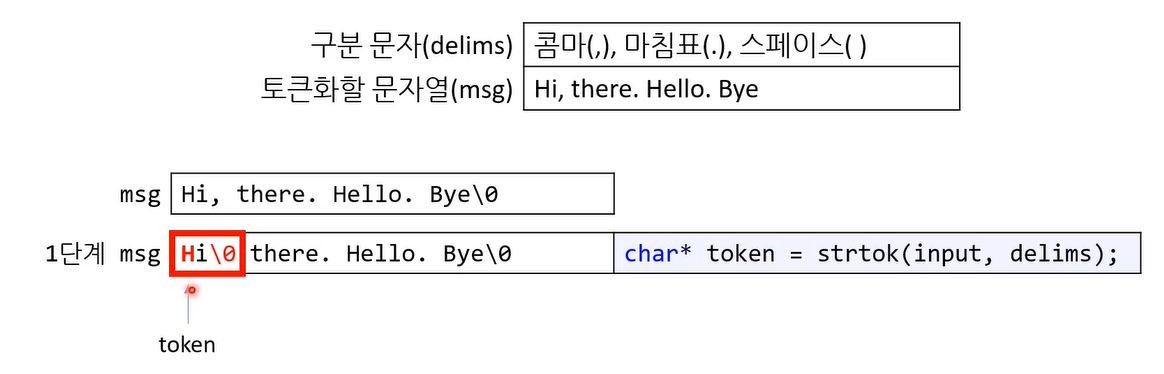 구분 문자(delims) 콤마(,), 마침표(.), 스페이스( )
토큰화할 문자열(msg) Hi, there. Hello. Bye
msg Hi, there. Hello. Bye\0
1단계 msg Hi\0 there. Hello. Bye\0 char* token = strtok(input, delims);
token